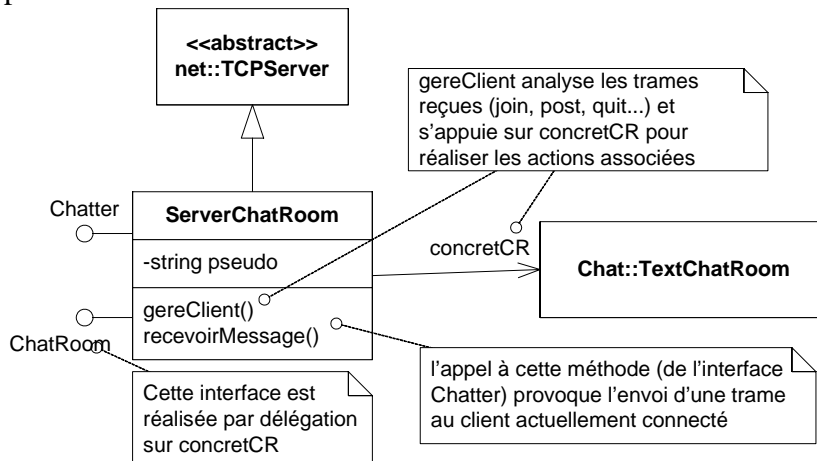 <<abstract>>
net::TCPServer
gereClient analyse les trames
reçues (join, post, quit...) et
s'appuie sur concretCR pour
réaliser les actions associées
Chatter
ServerChatRoom
-string pseudo
gereClient()
recevoirMessage()
concretCR
Chat::TextChatRoom
ChatRoom
Cette interface est
réalisée par délégation
sur concretCR
l'appel à cette méthode (de l'interface
Chatter) provoque l'envoi d'une trame
au client actuellement connecté